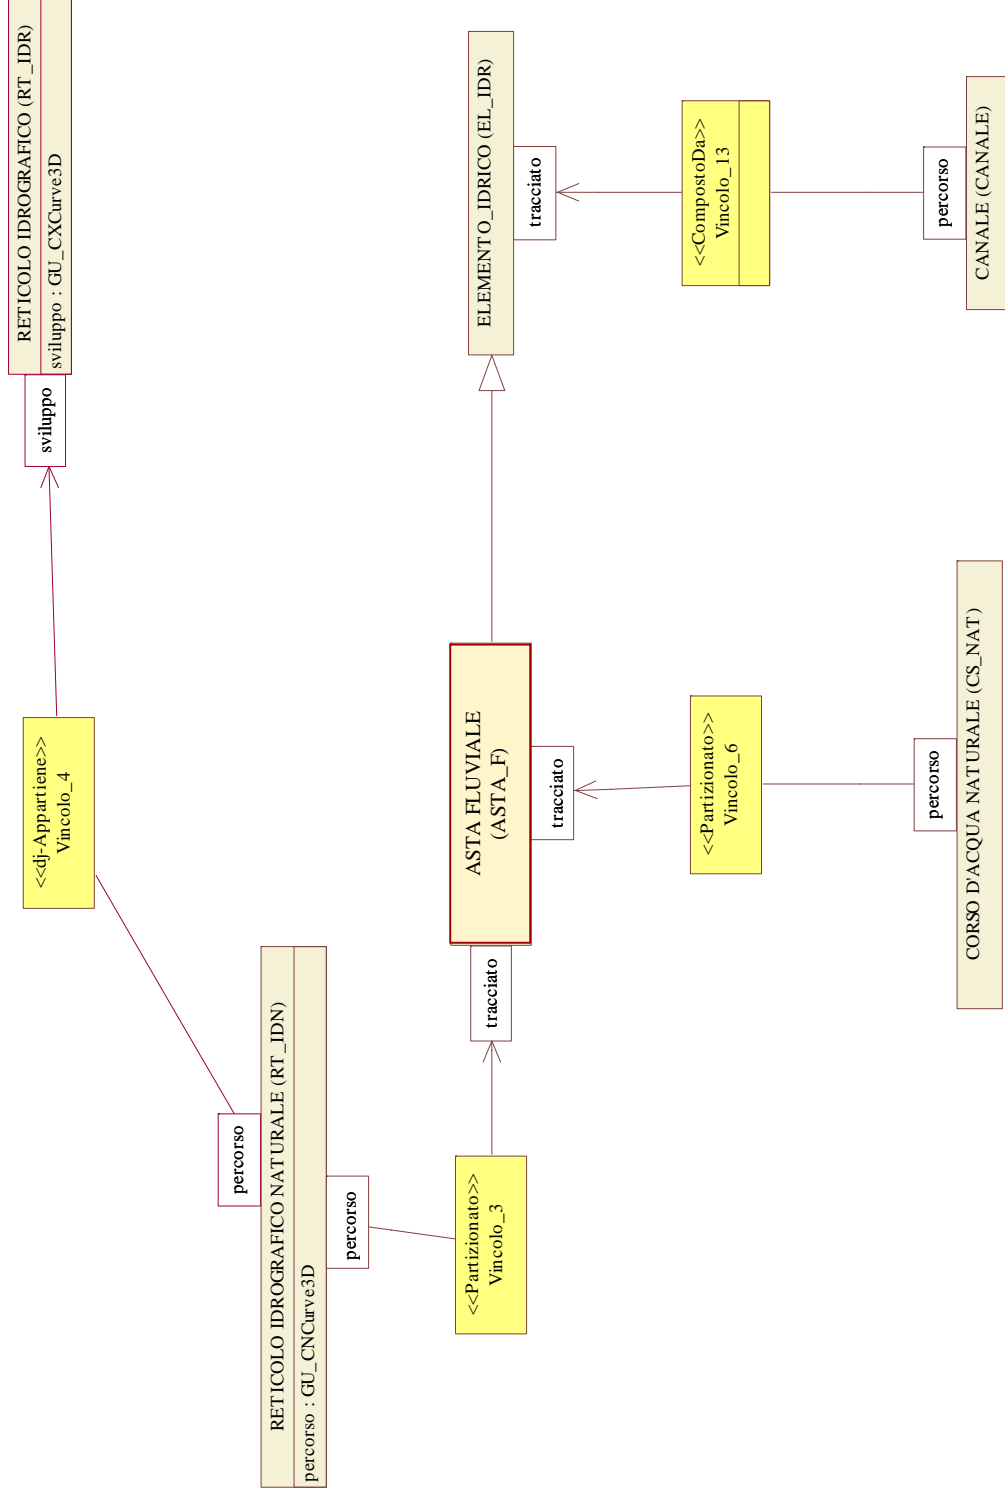 RETICOLO IDROGRAFICO (RT_IDR)
sviluppo : GU_CXCurve3D
sviluppo
<<dj-Appartiene>>
Vincolo_4
percorso
RETICOLO IDROGRAFICO NATURALE (RT_IDN)
percorso : GU_CNCurve3D
percorso
<<Partizionato>>
Vincolo_3
tracciato
ASTA FLUVIALE
(ASTA_F)
tracciato
ELEMENTO_IDRICO (EL_IDR)
tracciato
<<Partizionato>>
Vincolo_6
<<CompostoDa>>
Vincolo_13
percorso
CORSO D'ACQUA NATURALE (CS_NAT)
percorso
CANALE (CANALE)